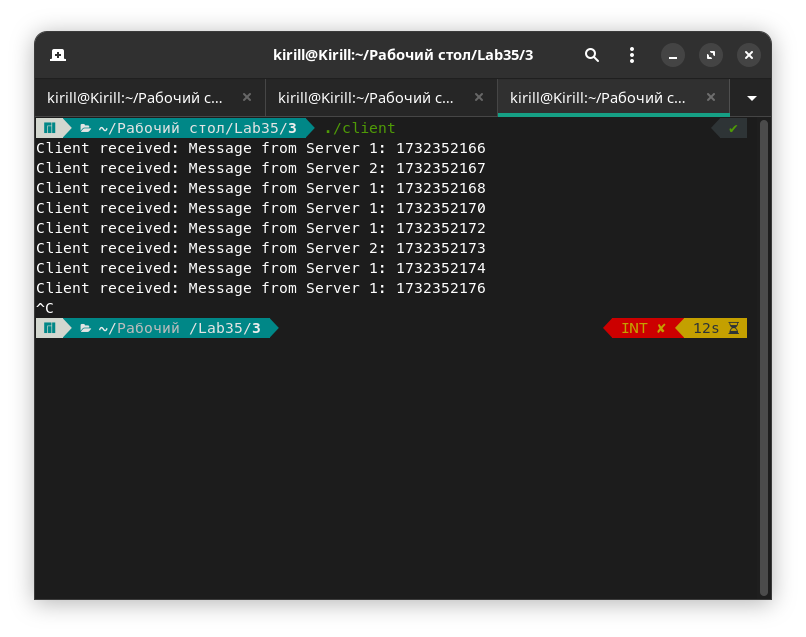 kirill@Kirill:~/Рабочий стол/Lab35/3
kirill@Kirill:~/Рабочий с...
kirill@Kirill:~/Рабочий с...
kirill@Kirill:~/Рабочий с...
~/Рабочий стол/Lab35/3 ./client ✔
Client received: Message from Server 1: 1732352166
Client received: Message from Server 2: 1732352167
Client received: Message from Server 1: 1732352168
Client received: Message from Server 1: 1732352170
Client received: Message from Server 1: 1732352172
Client received: Message from Server 2: 1732352173
Client received: Message from Server 1: 1732352174
Client received: Message from Server 1: 1732352176
^C
~/Рабочий /Lab35/3 INT ✘ 12s